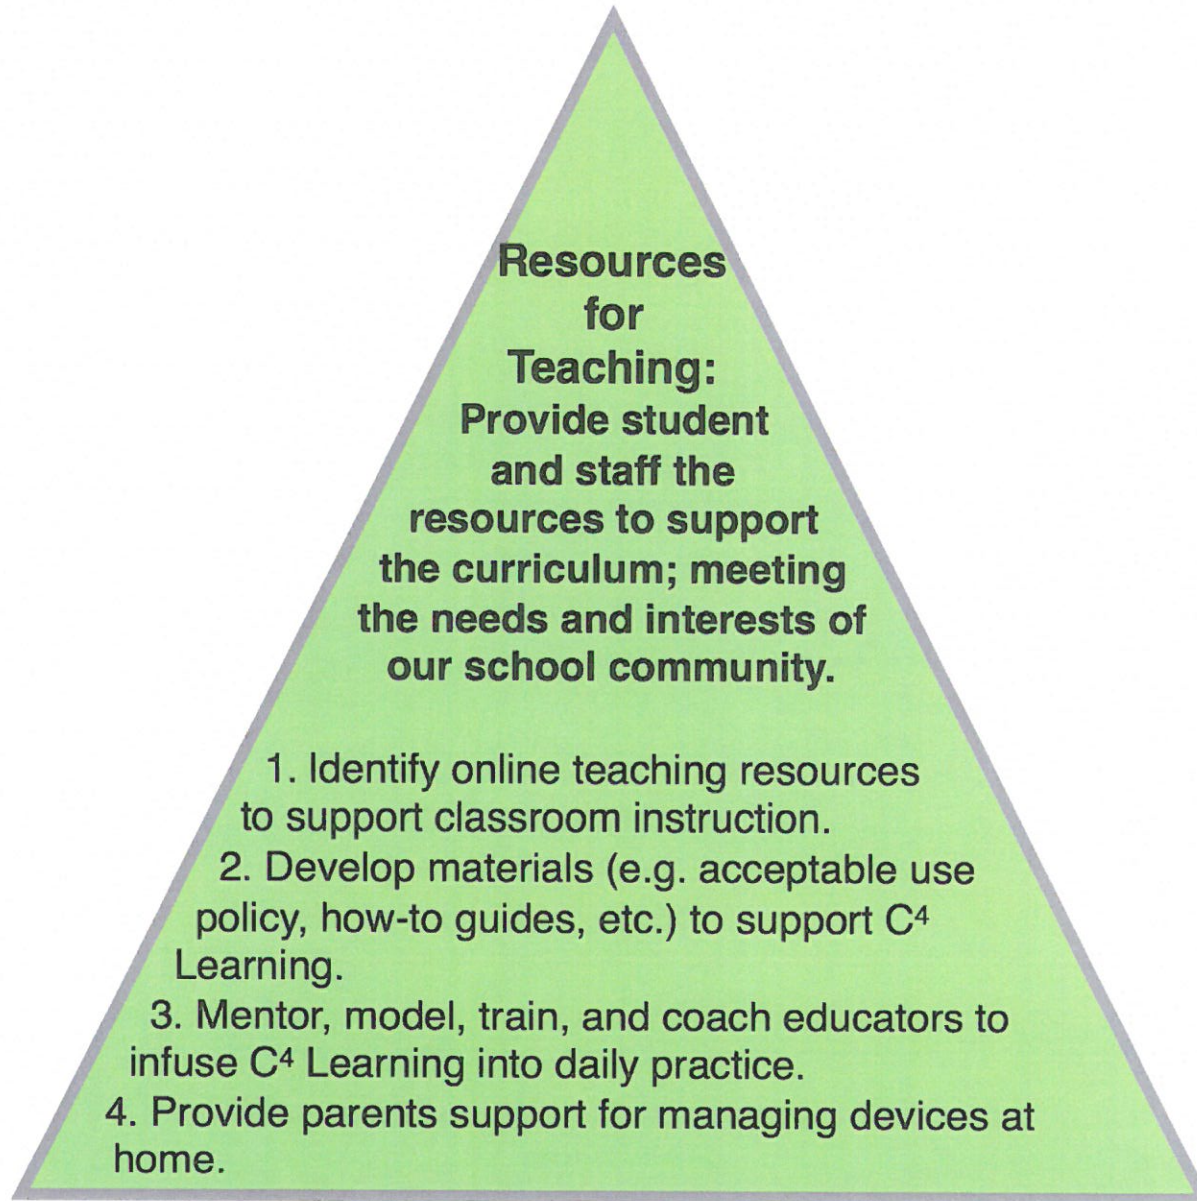 Resources
for
Teaching:
Provide student
and staff the
resources to support
the curriculum; meeting
the needs and interests of
our school community.
1. Identify online teaching resources
to support classroom instruction.
2. Develop materials (e.g. acceptable use
policy, how-to guides, etc.) to support C⁴
Learning.
3. Mentor, model, train, and coach educators to
infuse C⁴ Learning into daily practice.
4. Provide parents support for managing devices at
home.